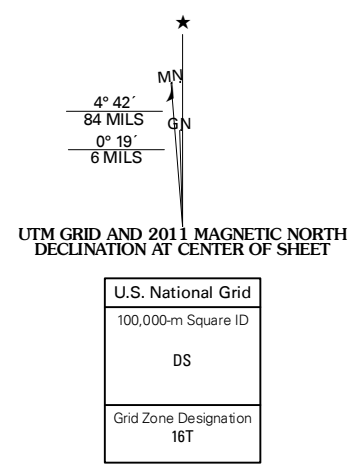 ★
MN
4° 42´
84 MILS
GN
0° 19´
6 MILS
UTM GRID AND 2011 MAGNETIC NORTH
DECLINATION AT CENTER OF SHEET
U.S. National Grid
100,000-m Square ID
DS
Grid Zone Designation
16T